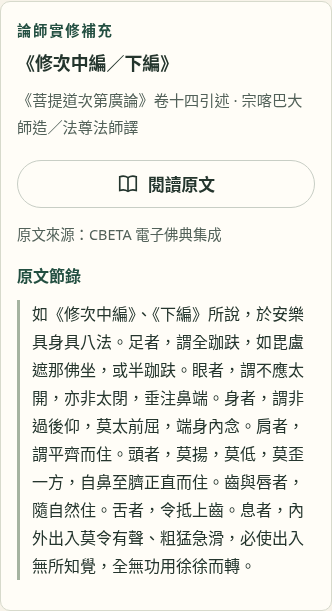 論師實修補充
《修次中編／下編》
《菩提道次第廣論》卷十四引述 · 宗喀巴大
師造／法尊法師譯
閱讀原文
原文來源：CBETA 電子佛典集成
原文節錄
如《修次中編》、《下編》所說，於安樂
具身具八法。足者，謂全跏趺，如毘盧
遮那佛坐，或半跏趺。眼者，謂不應太
開，亦非太閉，垂注鼻端。身者，謂非
過後仰，莫太前屈，端身內念。肩者，
謂平齊而住。頭者，莫揚，莫低，莫歪
一方，自鼻至臍正直而住。齒與唇者，
隨自然住。舌者，令抵上齒。息者，內
外出入莫令有聲、粗猛急滑，必使出入
無所知覺，全無功用徐徐而轉。